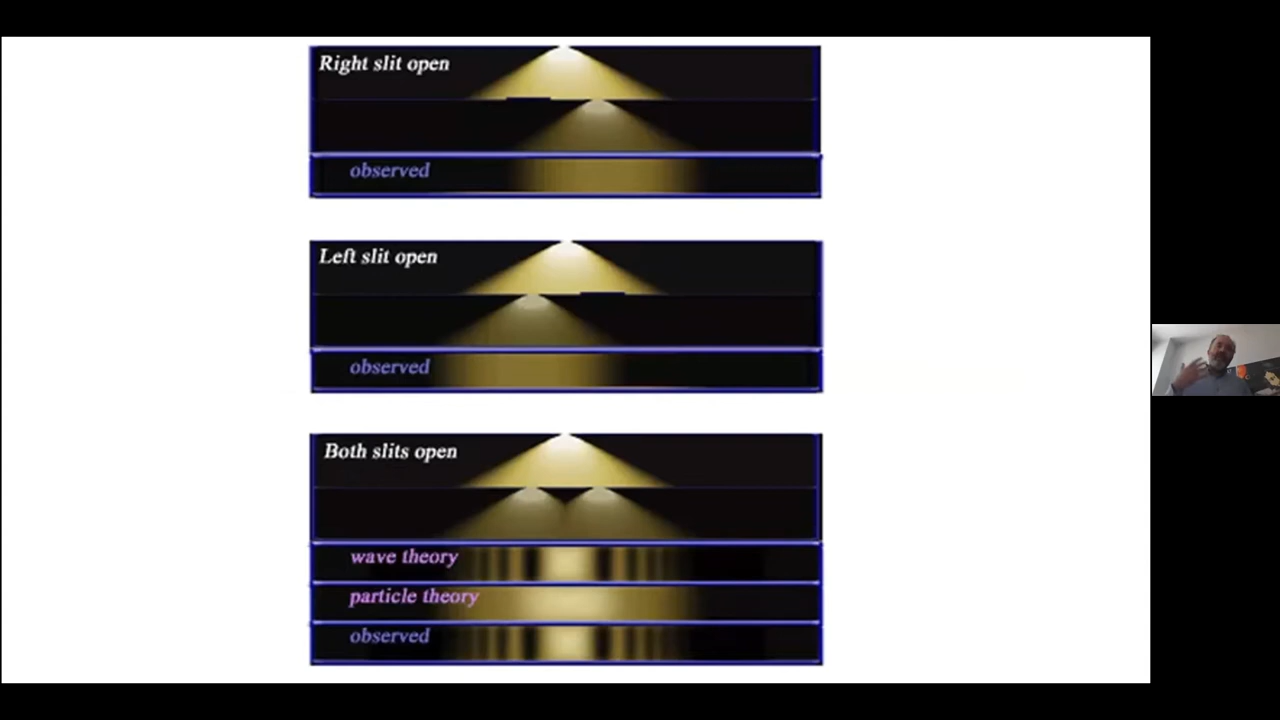 Right slit open
observed
Left slit open
observed
Both slits open
wave theory
particle theory
observed